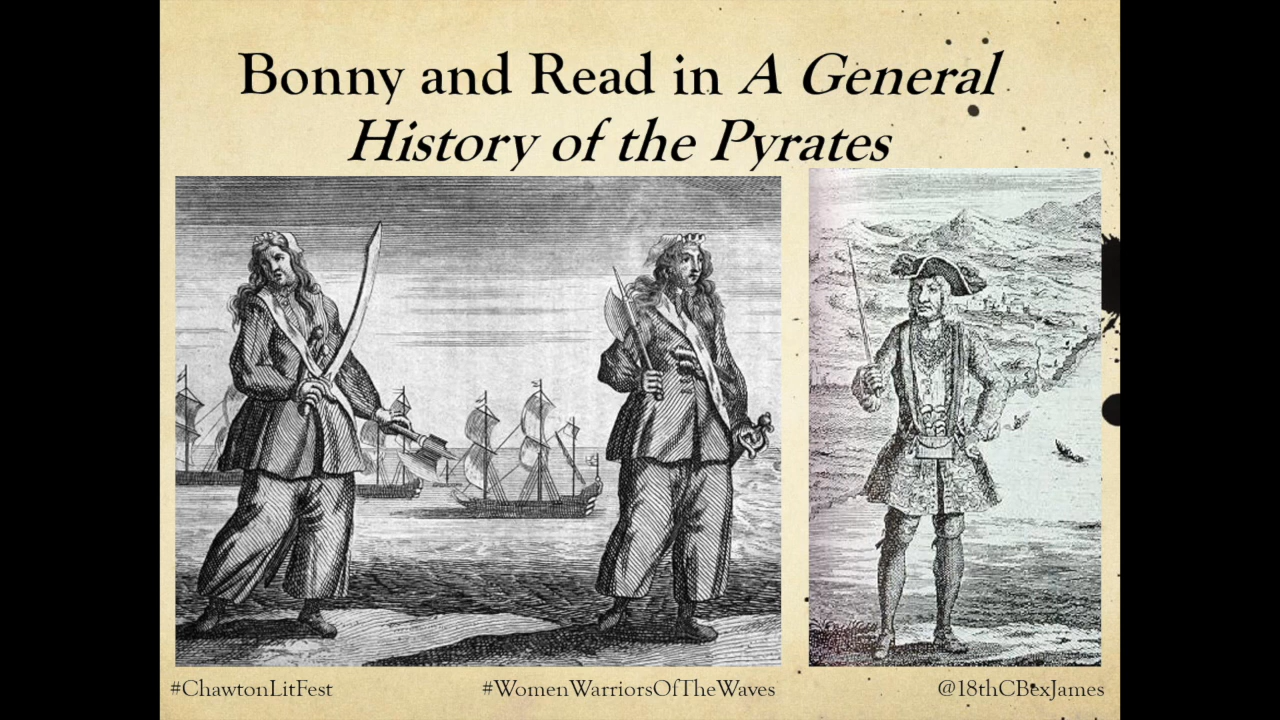 Bonny and Read in A General
History of the Pyrates
#ChawtonLitFest
#WomenWarriorsOfTheWaves
@18thCBexJames